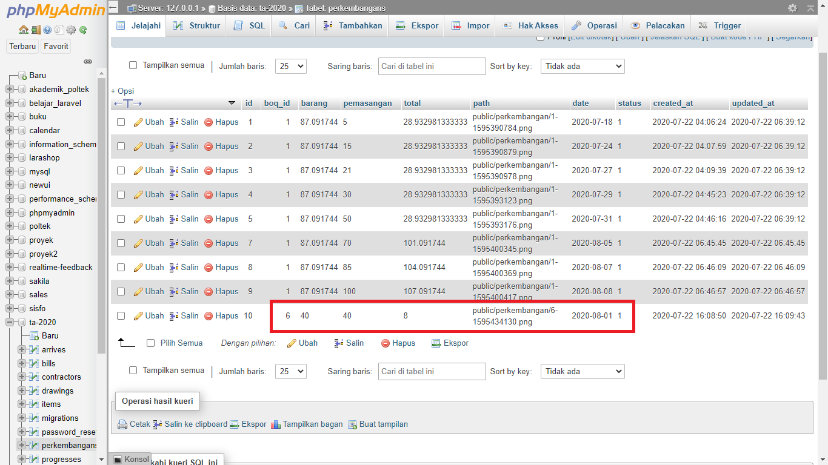 phpMyAdmin
Server: 127.0.0.1 » Basis data: ta-2020 » Tabel: perkembangans
Jelajahi Struktur SQL Cari Tambahkan Ekspor Impor Hak Akses Operasi Pelacakan Trigger
Terbaru Favorit
Baru
akademik_poltek
belajar_laravel
buku
calendar
information_schem
larashop
mysql
newui
performance_sche
phpmyadmin
poltek
proyek
proyek2
realtime-feedback
sakila
sales
sisfo
ta-2020
Baru
arrives
bills
contractors
drawings
items
migrations
password_rese
perkembangans
progresses
Tampilkan semua Jumlah baris: 25 Saring baris: Cari di tabel ini Sort by key: Tidak ada
+ Opsi
←T→ id boq_id barang pemasangan total path date status created_at updated_at
Ubah Salin Hapus 1 1 87.091744 5 28.932981333333 public/perkembangan/1-1595390784.png 2020-07-18 1 2020-07-22 04:06:24 2020-07-22 06:39:12
Ubah Salin Hapus 2 1 87.091744 15 28.932981333333 public/perkembangan/1-1595390879.png 2020-07-24 1 2020-07-22 04:07:59 2020-07-22 06:39:12
Ubah Salin Hapus 3 1 87.091744 21 28.932981333333 public/perkembangan/1-1595390978.png 2020-07-27 1 2020-07-22 04:09:39 2020-07-22 06:39:12
Ubah Salin Hapus 4 1 87.091744 30 28.932981333333 public/perkembangan/1-1595393123.png 2020-07-29 1 2020-07-22 04:45:23 2020-07-22 06:39:12
Ubah Salin Hapus 5 1 87.091744 50 28.932981333333 public/perkembangan/1-1595393176.png 2020-07-31 1 2020-07-22 04:46:16 2020-07-22 06:39:12
Ubah Salin Hapus 7 1 87.091744 70 101.091744 public/perkembangan/1-1595400345.png 2020-08-05 1 2020-07-22 06:45:45 2020-07-22 06:45:45
Ubah Salin Hapus 8 1 87.091744 85 104.091744 public/perkembangan/1-1595400369.png 2020-08-07 1 2020-07-22 06:46:09 2020-07-22 06:46:09
Ubah Salin Hapus 9 1 87.091744 100 107.091744 public/perkembangan/1-1595400417.png 2020-08-08 1 2020-07-22 06:46:57 2020-07-22 06:46:57
Ubah Salin Hapus 10 6 40 40 8 public/perkembangan/6-1595434130.png 2020-08-01 1 2020-07-22 16:08:50 2020-07-22 16:09:43
Pilih Semua Dengan pilihan: Ubah Salin Hapus Ekspor
Tampilkan semua Jumlah baris: 25 Saring baris: Cari di tabel ini Sort by key: Tidak ada
Operasi hasil kueri
Cetak Salin ke clipboard Ekspor Tampilkan bagan Buat tampilan
Konsol kahi kueri SQL ini